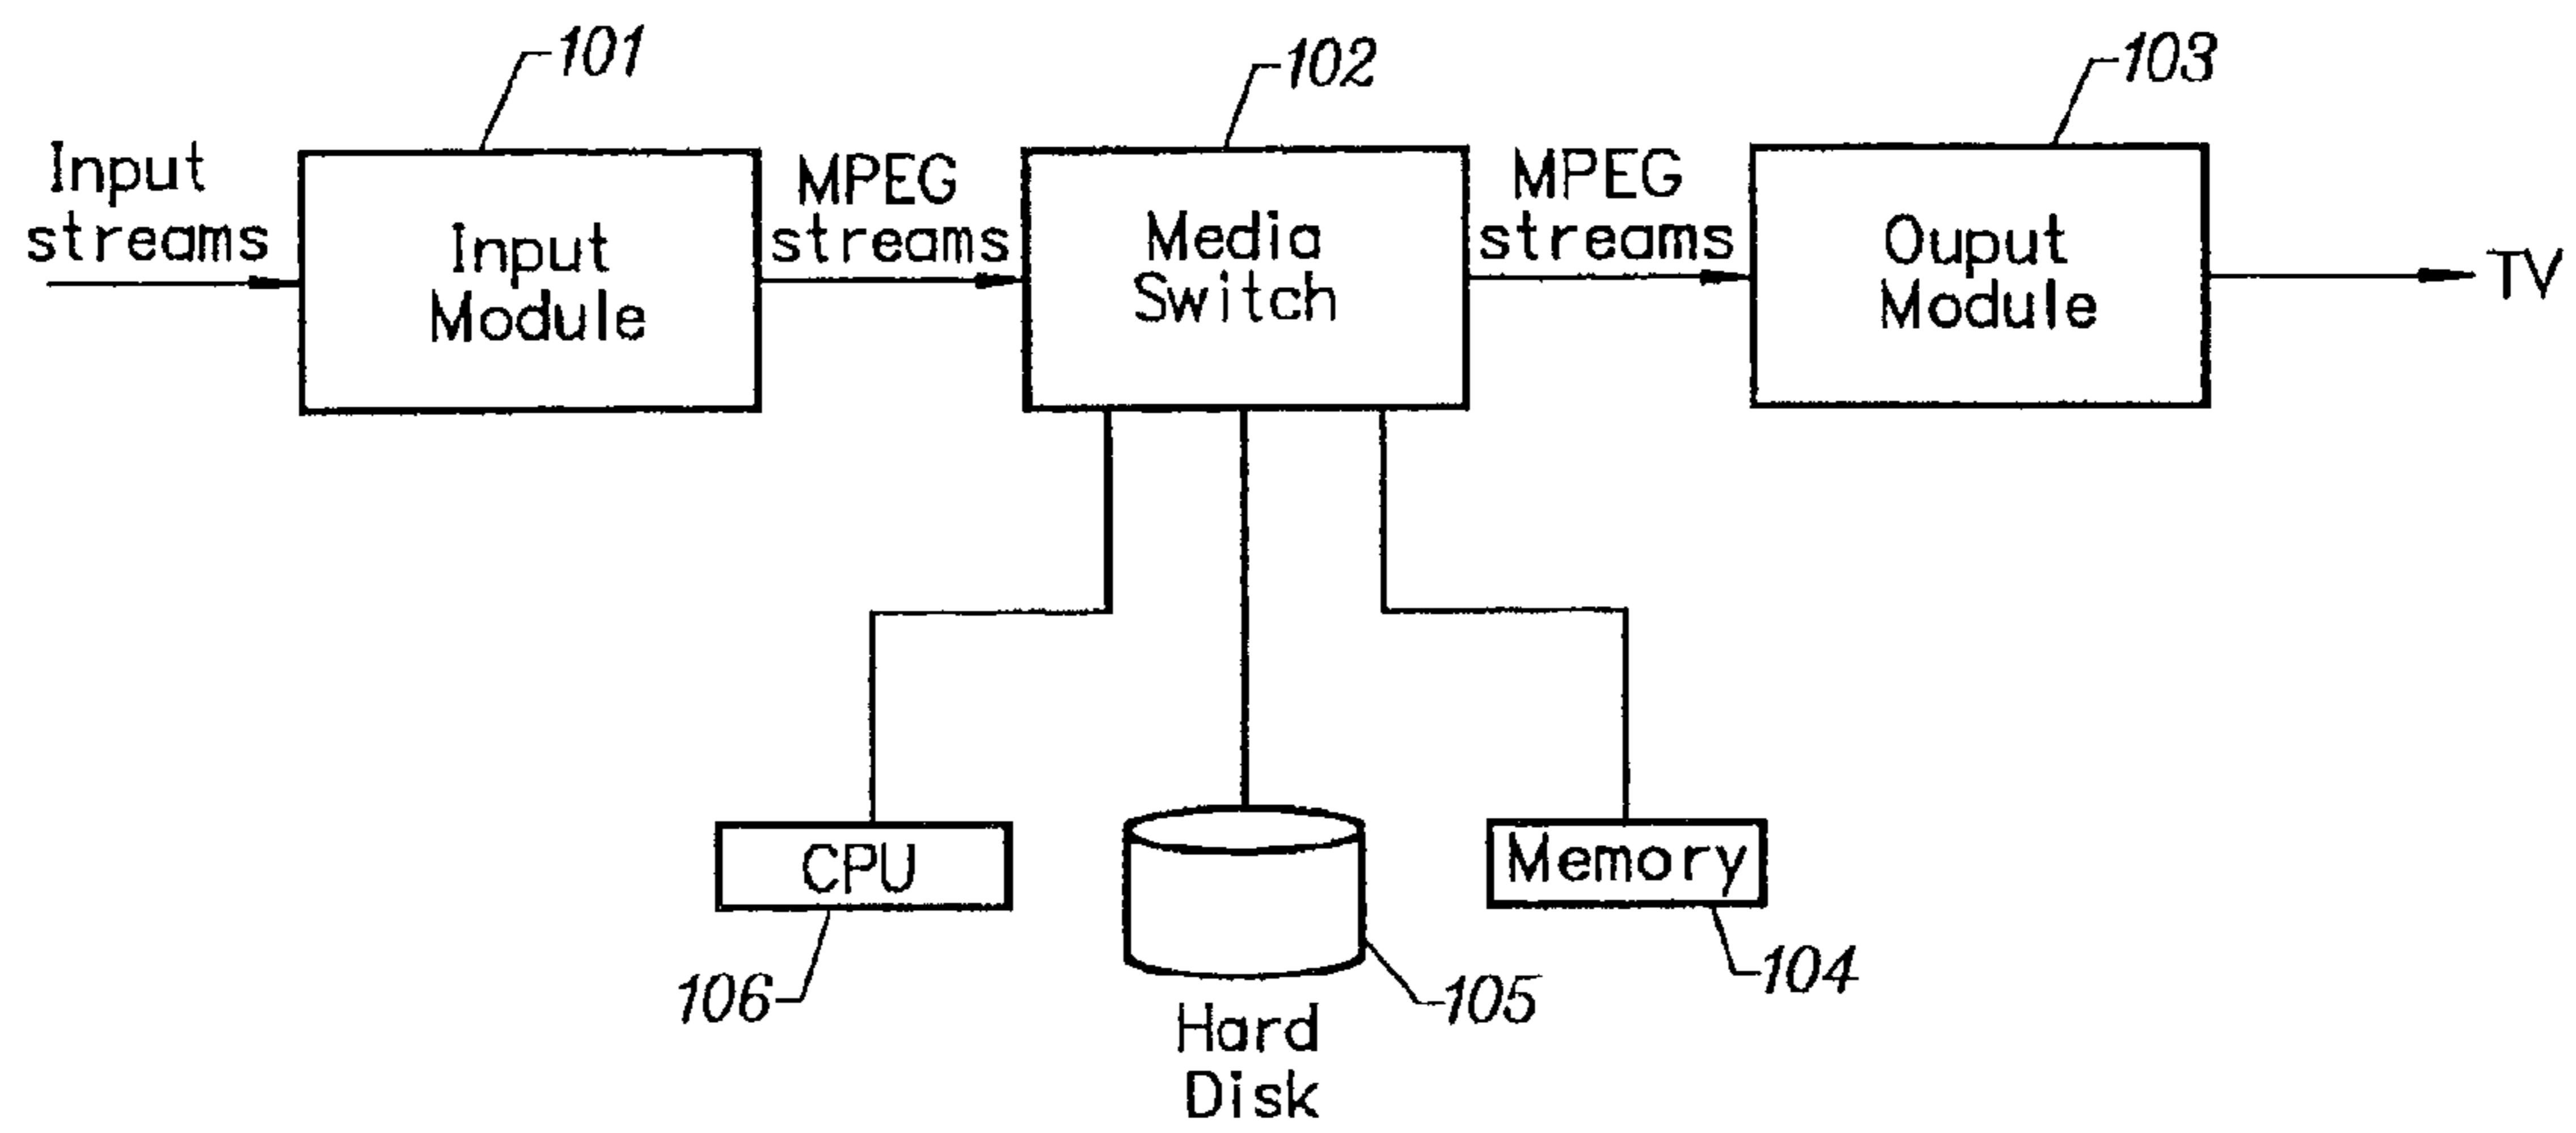 101
102
103
Input
streams
Input
Module
MPEG
streams
Media
Switch
MPEG
streams
Ouput
Module
TV
CPU
Memory
106
105
104
Hard
Disk